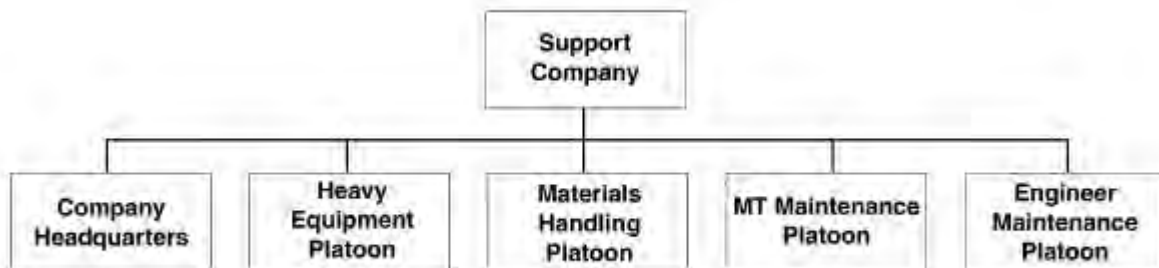 Support
Company
Company
Headquarters
Heavy
Equipment
Platoon
Materials
Handling
Platoon
MT Maintenance
Platoon
Engineer
Maintenance
Platoon